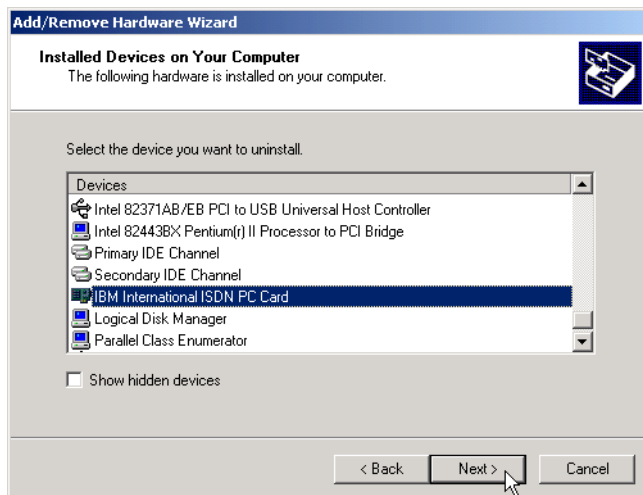 Add/Remove Hardware Wizard
Installed Devices on Your Computer
The following hardware is installed on your computer.
Select the device you want to uninstall.
Devices
Intel 82371AB/EB PCI to USB Universal Host Controller
Intel 82443BX Pentium(r) II Processor to PCI Bridge
Primary IDE Channel
Secondary IDE Channel
IBM International ISDN PC Card
Logical Disk Manager
Parallel Class Enumerator
Show hidden devices
< Back
Next >
Cancel